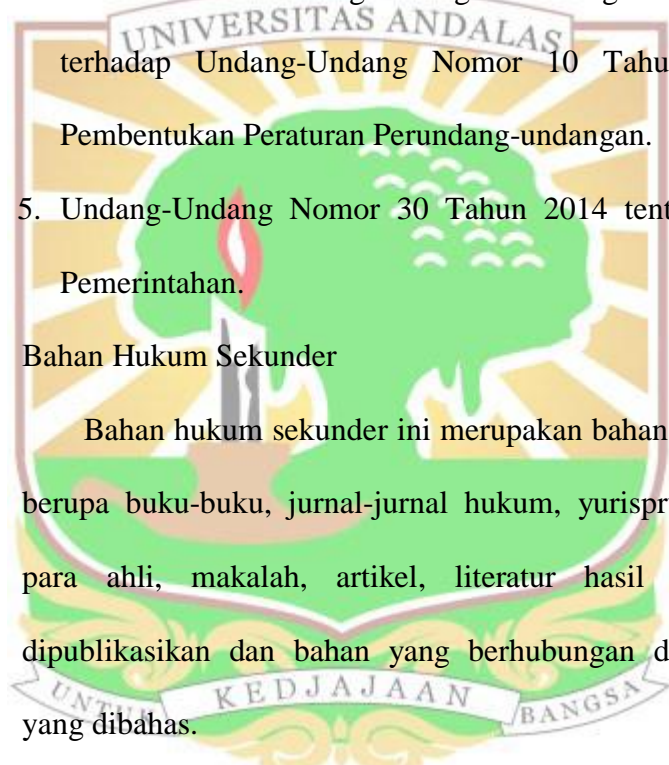 UNIVERSITAS ANDALAS
terhadap Undang-Undang Nomor 10 Tahu
Pembentukan Peraturan Perundang-undangan.
5. Undang-Undang Nomor 30 Tahun 2014 tent
Pemerintahan.
Bahan Hukum Sekunder
Bahan hukum sekunder ini merupakan bahan
berupa buku-buku, jurnal-jurnal hukum, yurispr
para ahli, makalah, artikel, literatur hasil
dipublikasikan dan bahan yang berhubungan d
UNTUK KEDJAJAAN BANGSA
yang dibahas.